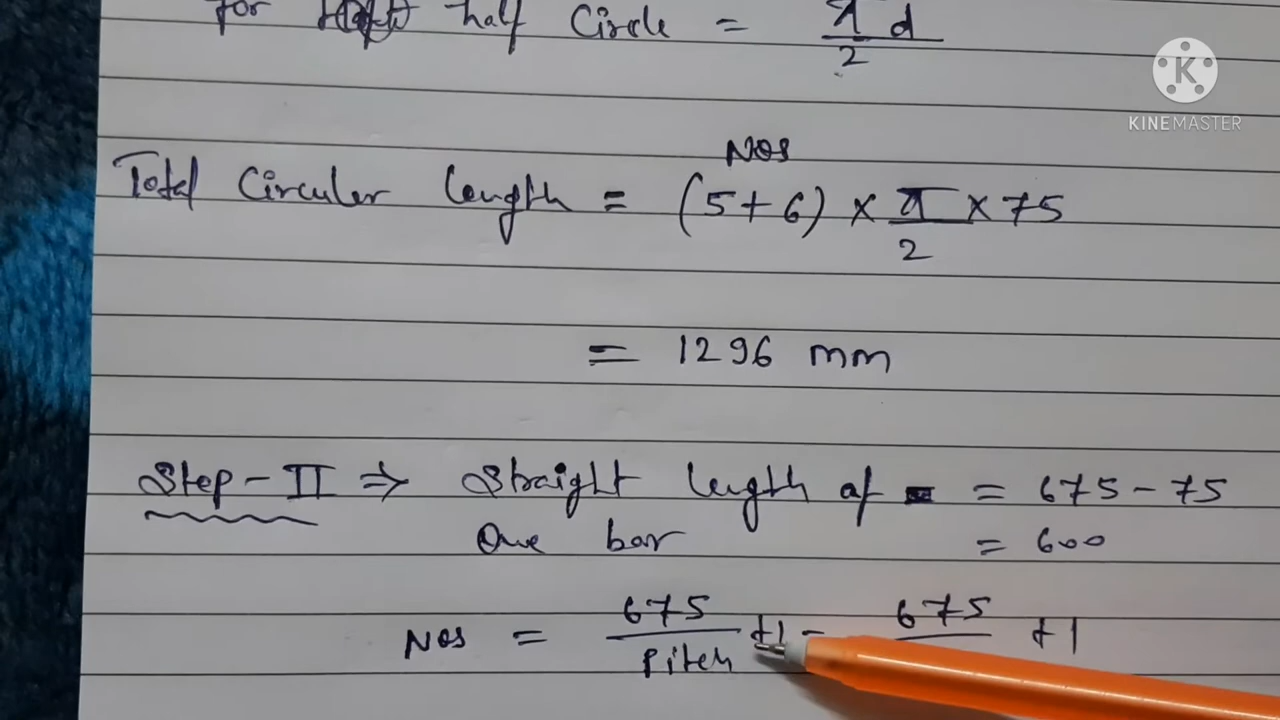 for half Circle = π d / 2
KINEMASTER
Nos
Total Circuler length = (5+6) × π/2 × 75
= 1296 mm
Step-II ⇒ Straight length of = 675-75
One bar = 600
Nos = 675/Pitch +1 = 675 +1